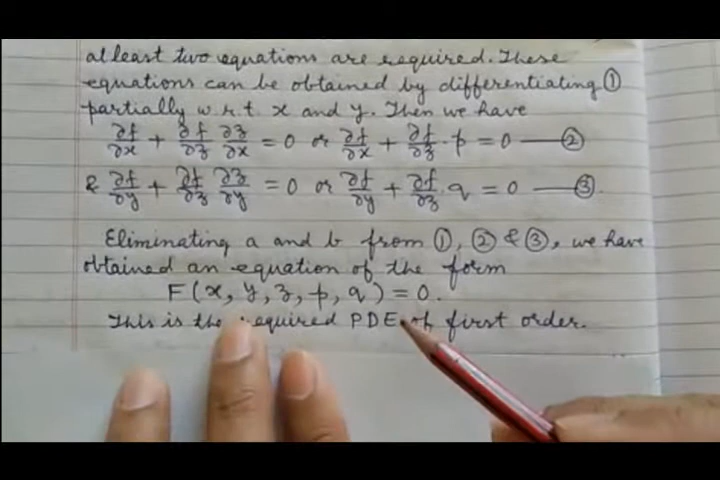 at least two equations are required. These
equations can be obtained by differentiating ①
partially w.r.t. x and y. Then we have
∂f/∂x + ∂f/∂z ∂z/∂x = 0 or ∂f/∂x + ∂f/∂z · p = 0 — ②
& ∂f/∂y + ∂f/∂z ∂z/∂y = 0 or ∂f/∂y + ∂f/∂z · q = 0 — ③.
Eliminating a and b from ①, ② & ③, we have
obtained an equation of the form
F(x, y, z, p, q) = 0.
This is the required PDE of first order.